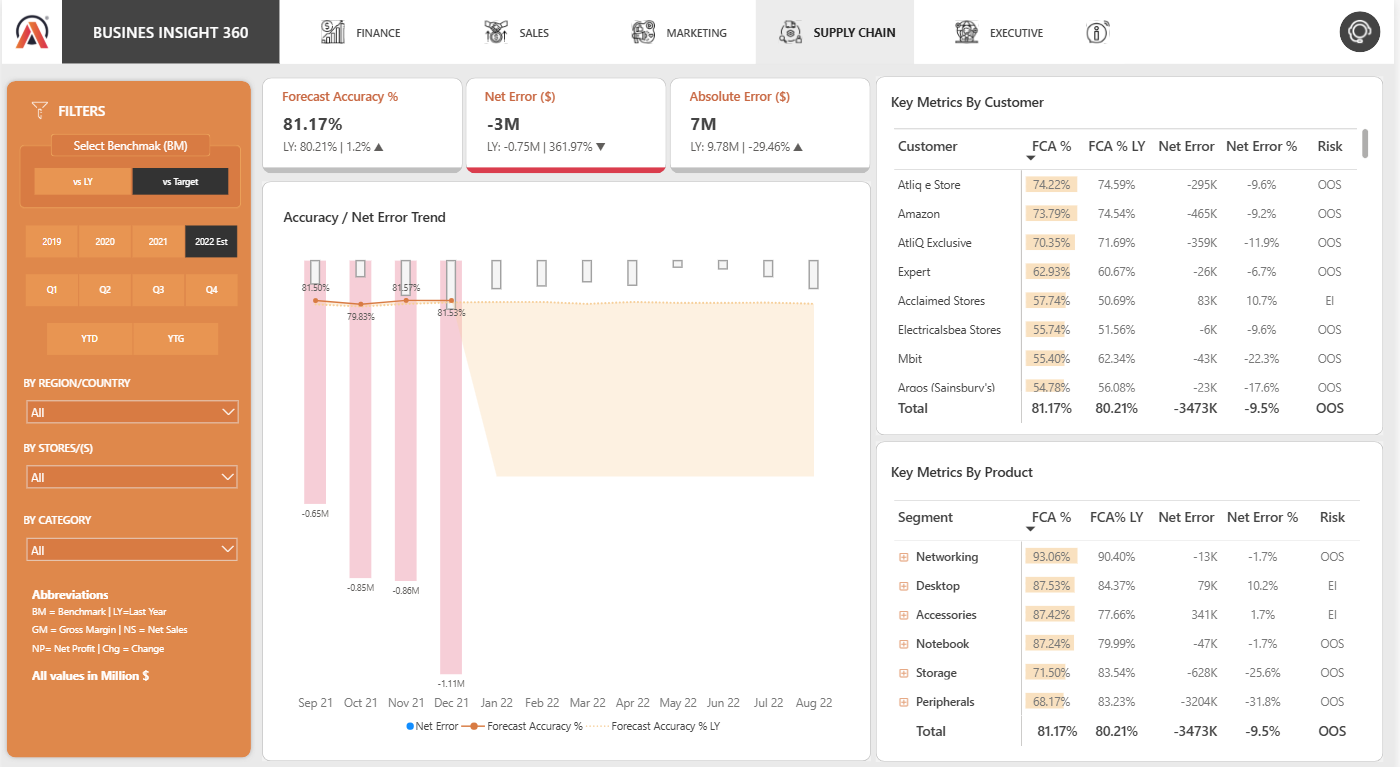 BUSINES INSIGHT 360
FINANCE
SALES
MARKETING
SUPPLY CHAIN
EXECUTIVE
FILTERS
Select Benchmak (BM)
vs LY
vs Target
2019
2020
2021
2022 Est
Q1
Q2
Q3
Q4
YTD
YTG
BY REGION/COUNTRY
All
BY STORES/(S)
All
BY CATEGORY
All
Abbreviations
BM = Benchmark | LY=Last Year
GM = Gross Margin | NS = Net Sales
NP= Net Profit | Chg = Change
All values in Million $
Forecast Accuracy %
81.17%
LY: 80.21% | 1.2% ▲
Net Error ($)
-3M
LY: -0.75M | 361.97% ▼
Absolute Error ($)
7M
LY: 9.78M | -29.46% ▲
Accuracy / Net Error Trend
81.50%
79.83%
81.57%
81.53%
-0.65M
-0.85M
-0.86M
-1.11M
Sep 21 Oct 21 Nov 21 Dec 21 Jan 22 Feb 22 Mar 22 Apr 22 May 22 Jun 22 Jul 22 Aug 22
Net Error Forecast Accuracy % Forecast Accuracy % LY
Key Metrics By Customer
Customer FCA % FCA % LY Net Error Net Error % Risk
Atliq e Store 74.22% 74.59% -295K -9.6% OOS
Amazon 73.79% 74.54% -465K -9.2% OOS
AtliQ Exclusive 70.35% 71.69% -359K -11.9% OOS
Expert 62.93% 60.67% -26K -6.7% OOS
Acclaimed Stores 57.74% 50.69% 83K 10.7% EI
Electricalsbea Stores 55.74% 51.56% -6K -9.6% OOS
Mbit 55.40% 62.34% -43K -22.3% OOS
Argos (Sainsbury's) 54.78% 56.08% -23K -17.6% OOS
Total 81.17% 80.21% -3473K -9.5% OOS
Key Metrics By Product
Segment FCA % FCA% LY Net Error Net Error % Risk
Networking 93.06% 90.40% -13K -1.7% OOS
Desktop 87.53% 84.37% 79K 10.2% EI
Accessories 87.42% 77.66% 341K 1.7% EI
Notebook 87.24% 79.99% -47K -1.7% OOS
Storage 71.50% 83.54% -628K -25.6% OOS
Peripherals 68.17% 83.23% -3204K -31.8% OOS
Total 81.17% 80.21% -3473K -9.5% OOS